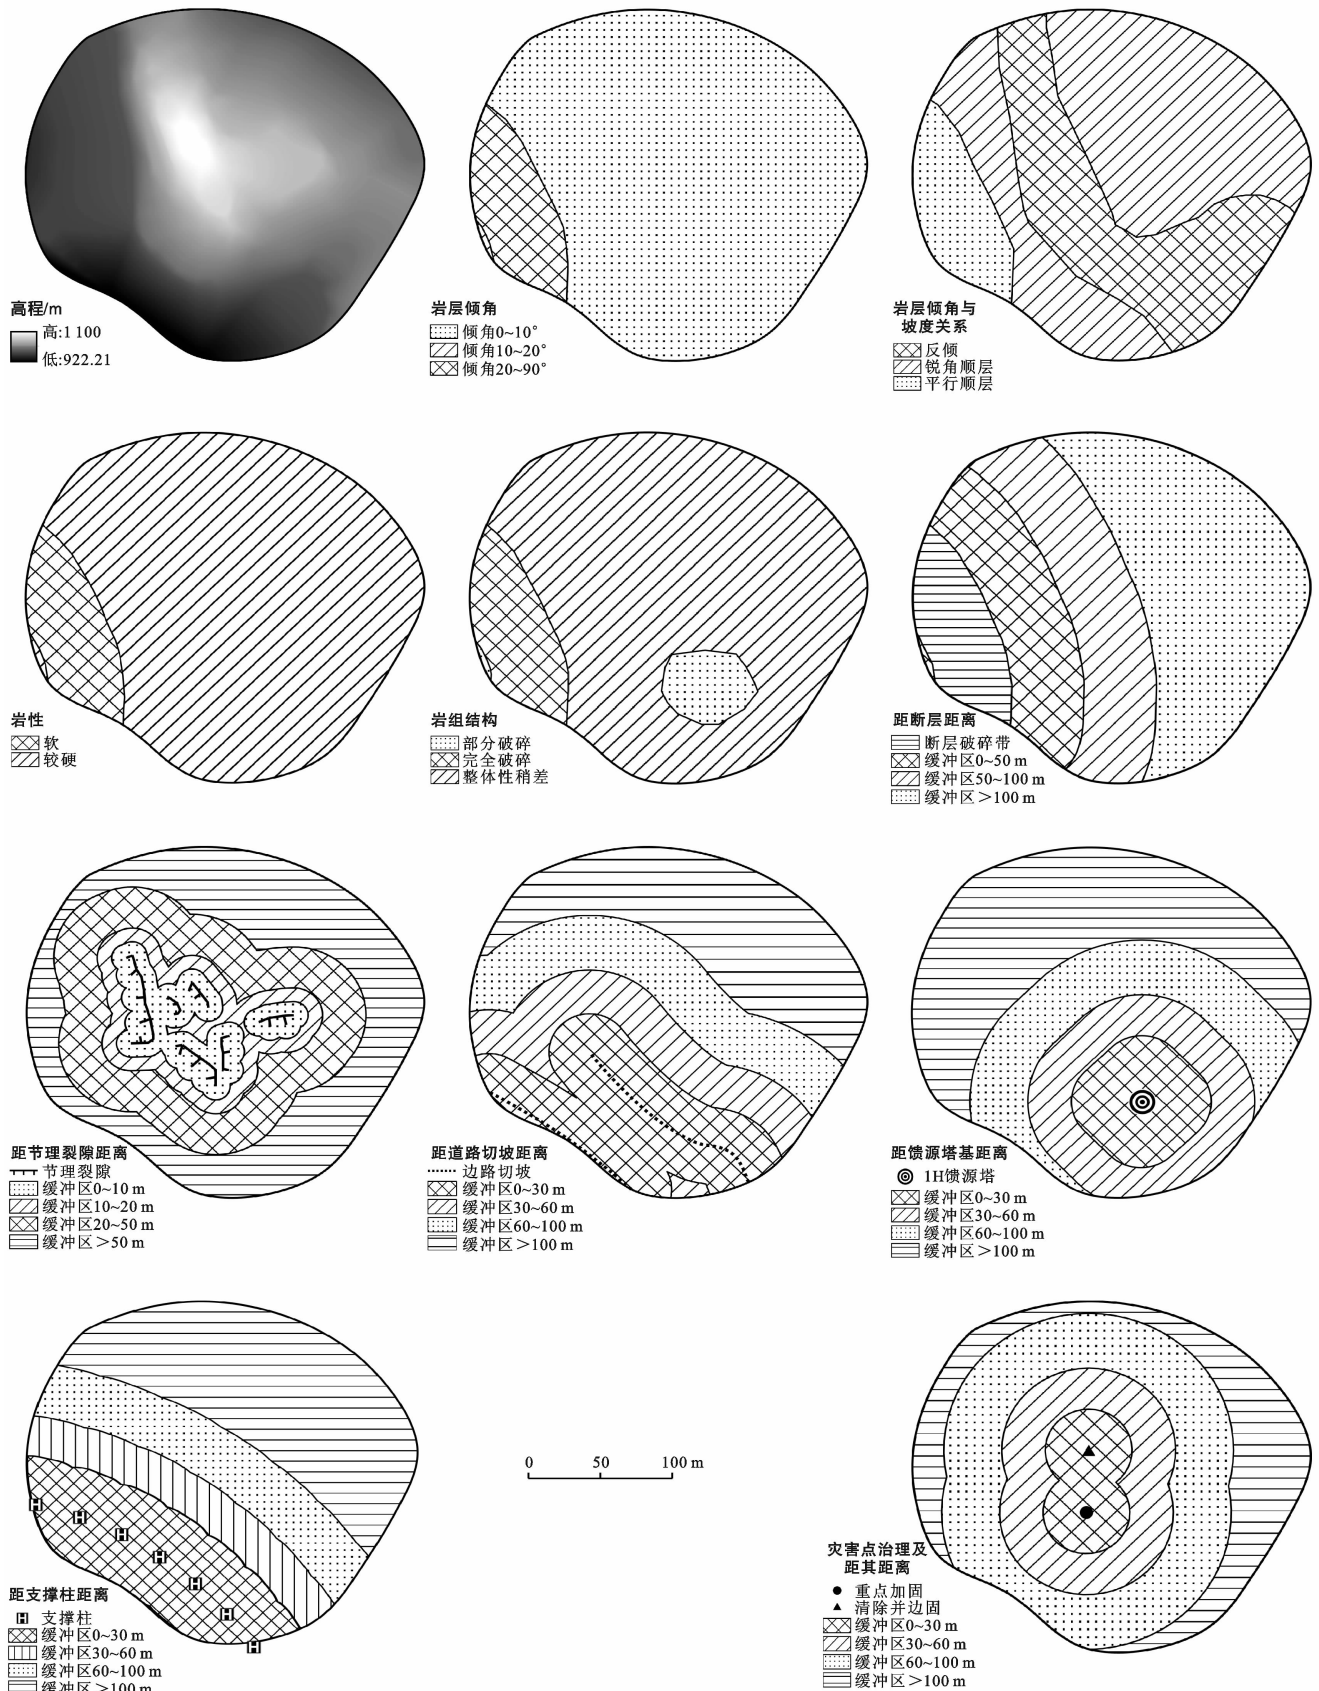 高程/m
高:1 100
低:922.21
岩层倾角
倾角0~10°
倾角10~20°
倾角20~90°
岩层倾角与
坡度关系
反倾
锐角顺层
平行顺层
岩性
软
较硬
岩组结构
部分破碎
完全破碎
整体性稍差
距断层距离
断层破碎带
缓冲区0~50 m
缓冲区50~100 m
缓冲区>100 m
距节理裂隙距离
节理裂隙
缓冲区0~10 m
缓冲区10~20 m
缓冲区20~50 m
缓冲区>50 m
距道路切坡距离
边路切坡
缓冲区0~30 m
缓冲区30~60 m
缓冲区60~100 m
缓冲区>100 m
距馈源塔基距离
1H馈源塔
缓冲区0~30 m
缓冲区30~60 m
缓冲区60~100 m
缓冲区>100 m
距支撑柱距离
支撑柱
缓冲区0~30 m
缓冲区30~60 m
缓冲区60~100 m
缓冲区>100 m
0 50 100 m
灾害点治理及
距其距离
重点加固
清除并边固
缓冲区0~30 m
缓冲区30~60 m
缓冲区60~100 m
缓冲区>100 m